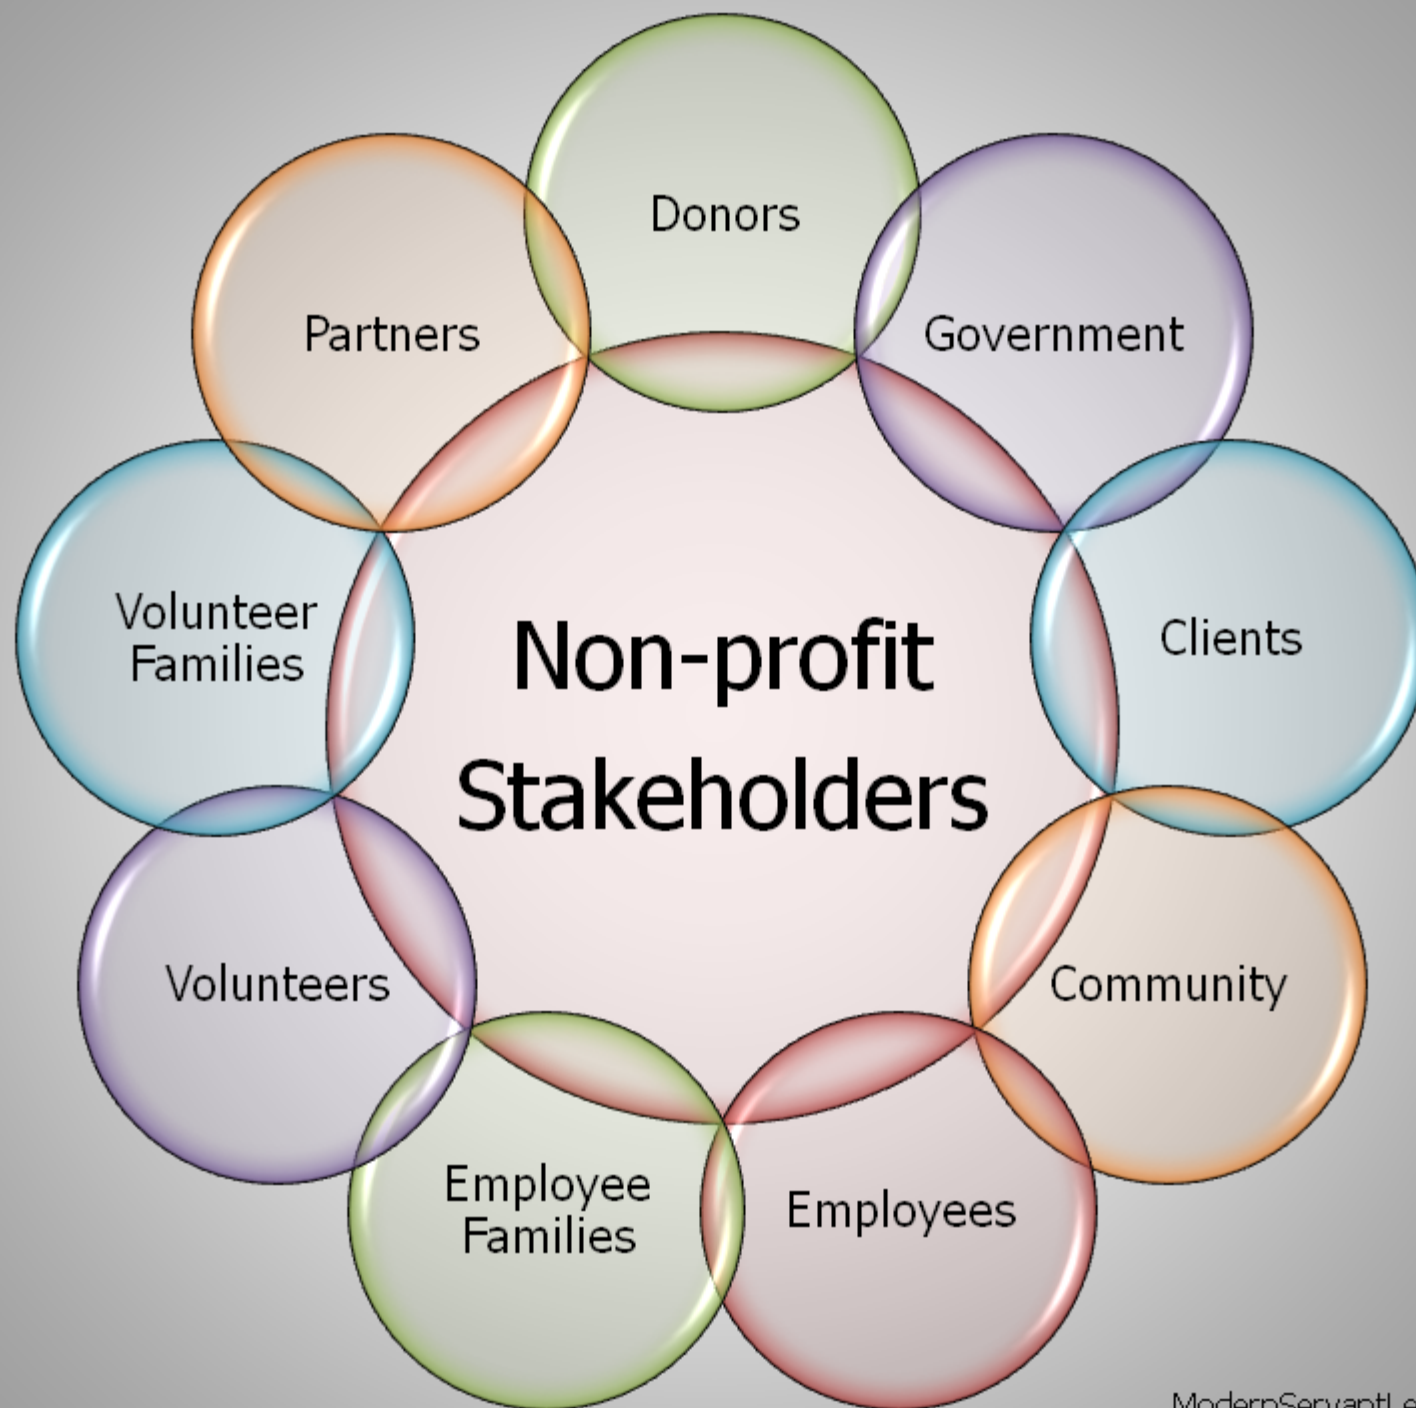 Donors
Partners
Government
Volunteer
Families
Non-profit
Stakeholders
Clients
Volunteers
Community
Employee
Families
Employees